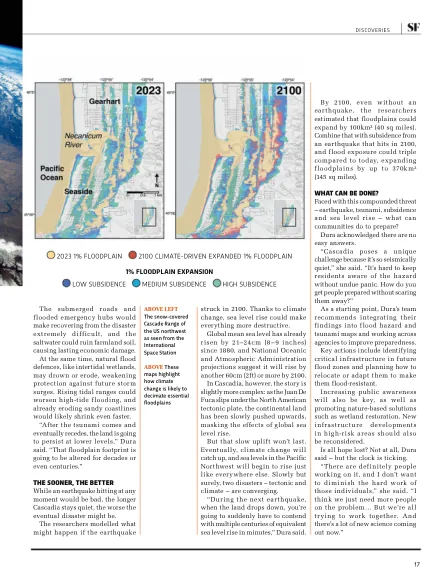 DISCOVERIES
SF
2023
Gearhart
Necanicum
River
Pacific
Ocean
Seaside
N
2100
2023 1% FLOODPLAIN
2100 CLIMATE-DRIVEN EXPANDED 1% FLOODPLAIN
1% FLOODPLAIN EXPANSION
LOW SUBSIDENCE
MEDIUM SUBSIDENCE
HIGH SUBSIDENCE
The submerged roads and
flooded emergency hubs would
make recovering from the disaster
extremely difficult, and the
saltwater could ruin farmland soil,
causing lasting economic damage.
At the same time, natural flood
defences, like intertidal wetlands,
may drown or erode, weakening
protection against future storm
surges. Rising tidal ranges could
worsen high-tide flooding, and
already eroding sandy coastlines
would likely shrink even faster.
"After the tsunami comes and
eventually recedes, the land is going
to persist at lower levels," Dura
said. "That floodplain footprint is
going to be altered for decades or
even centuries."
THE SOONER, THE BETTER
While an earthquake hitting at any
moment would be bad, the longer
Cascadia stays quiet, the worse the
eventual disaster might be.
The researchers modelled what
might happen if the earthquake
ABOVE LEFT
The snow-covered
Cascade Range of
the US northwest
as seen from the
International
Space Station
ABOVE These
maps highlight
how climate
change is likely to
decimate essential
floodplains
struck in 2100. Thanks to climate
change, sea level rise could make
everything more destructive.
Global mean sea level has already
risen by 21–24cm (8–9 inches)
since 1880, and National Oceanic
and Atmospheric Administration
projections suggest it will rise by
another 60cm (2ft) or more by 2100.
In Cascadia, however, the story is
slightly more complex: as the Juan De
Fuca slips under the North American
tectonic plate, the continental land
has been slowly pushed upwards,
masking the effects of global sea
level rise.
But that slow uplift won't last.
Eventually, climate change will
catch up, and sea levels in the Pacific
Northwest will begin to rise just
like everywhere else. Slowly but
surely, two disasters – tectonic and
climate – are converging.
"During the next earthquake,
when the land drops down, you're
going to suddenly have to contend
with multiple centuries of equivalent
sea level rise in minutes," Dura said.
By 2100, even without an
earthquake, the researchers
estimated that floodplains could
expand by 100km² (40 sq miles).
Combine that with subsidence from
an earthquake that hits in 2100,
and flood exposure could triple
compared to today, expanding
floodplains by up to 370km²
(145 sq miles).
WHAT CAN BE DONE?
Faced with this compounded threat
– earthquake, tsunami, subsidence
and sea level rise – what can
communities do to prepare?
Dura acknowledged there are no
easy answers.
"Cascadia poses a unique
challenge because it's so seismically
quiet," she said. "It's hard to keep
residents aware of the hazard
without undue panic. How do you
get people prepared without scaring
them away?"
As a starting point, Dura's team
recommends integrating their
findings into flood hazard and
tsunami maps and working across
agencies to improve preparedness.
Key actions include identifying
critical infrastructure in future
flood zones and planning how to
relocate or adapt them to make
them flood-resistant.
Increasing public awareness
will also be key, as well as
promoting nature-based solutions
such as wetland restoration. New
infrastructure developments
in high-risk areas should also
be reconsidered.
Is all hope lost? Not at all, Dura
said – but the clock is ticking.
"There are definitely people
working on it, and I don't want
to diminish the hard work of
those individuals," she said. "I
think we just need more people
on the problem... But we're all
trying to work together. And
there's a lot of new science coming
out now."
17